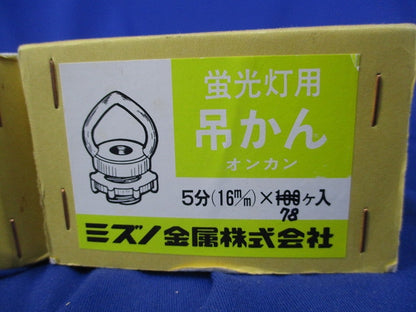 蛍光灯用
吊かん
オンカン
5分(16m/m)×100ヶ入
78
ミズノ金属株式会社